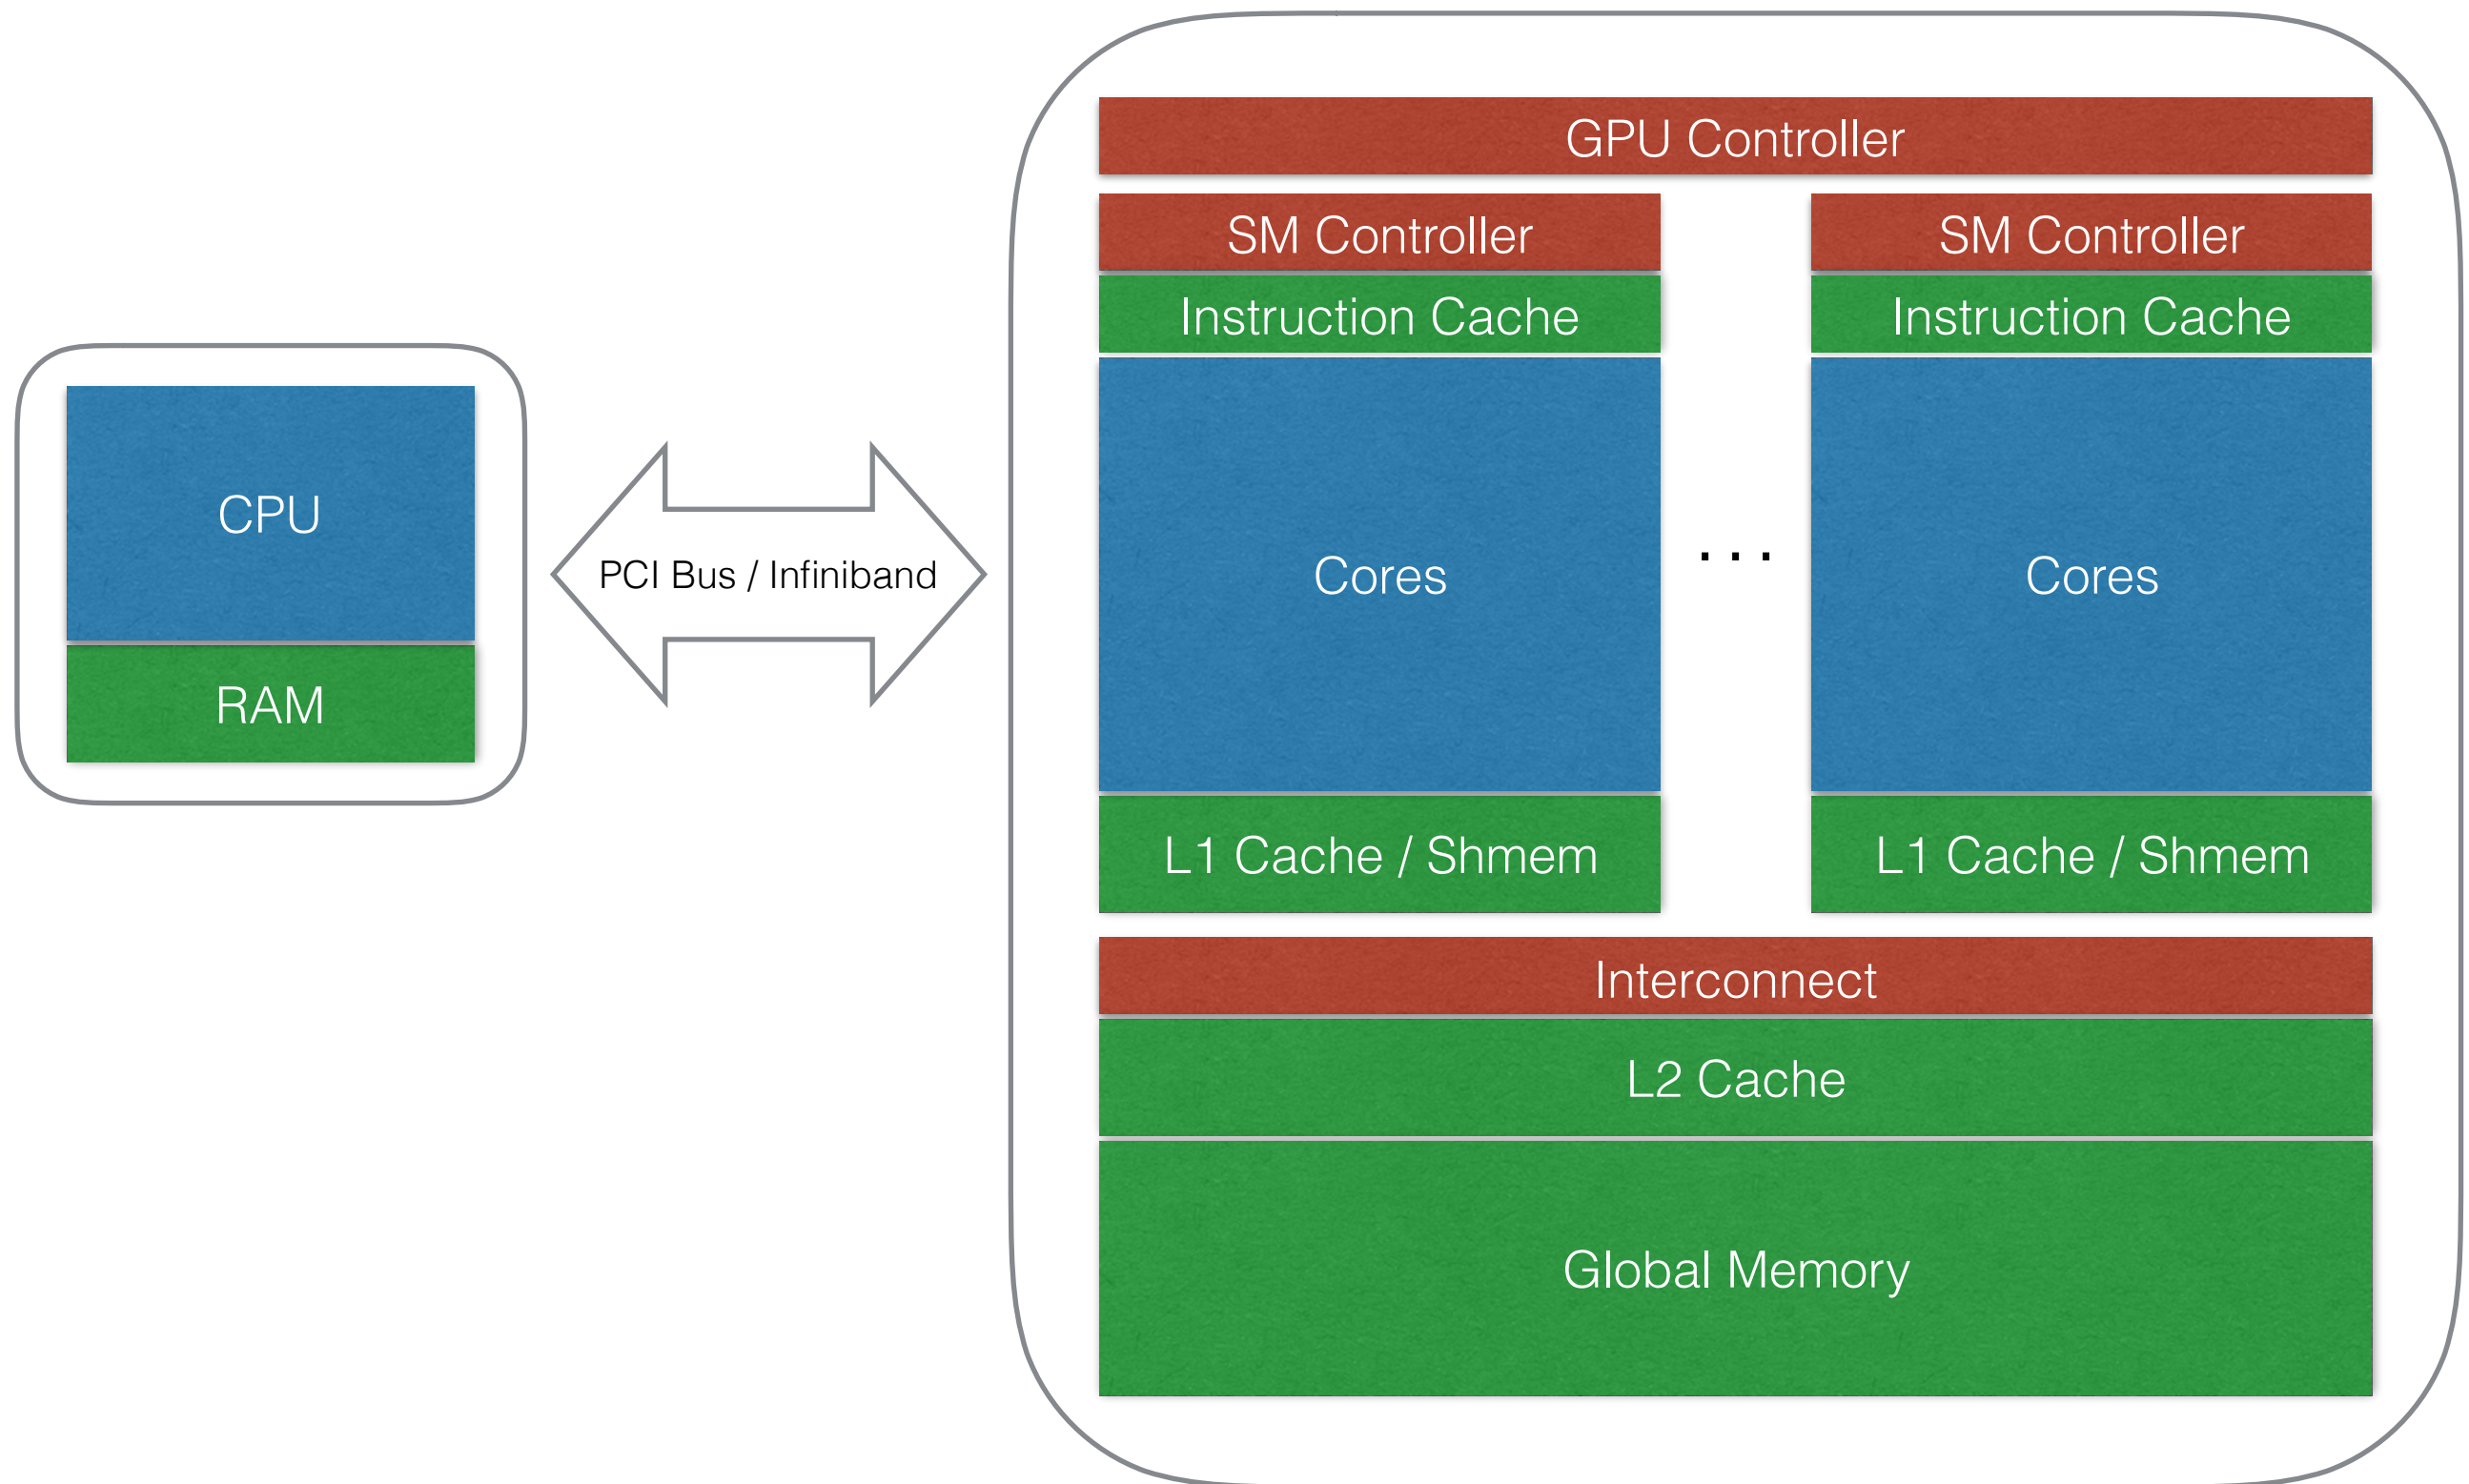 CPU
RAM
PCI Bus / Infiniband
GPU Controller
SM Controller
Instruction Cache
Cores
L1 Cache / Shmem
...
SM Controller
Instruction Cache
Cores
L1 Cache / Shmem
Interconnect
L2 Cache
Global Memory